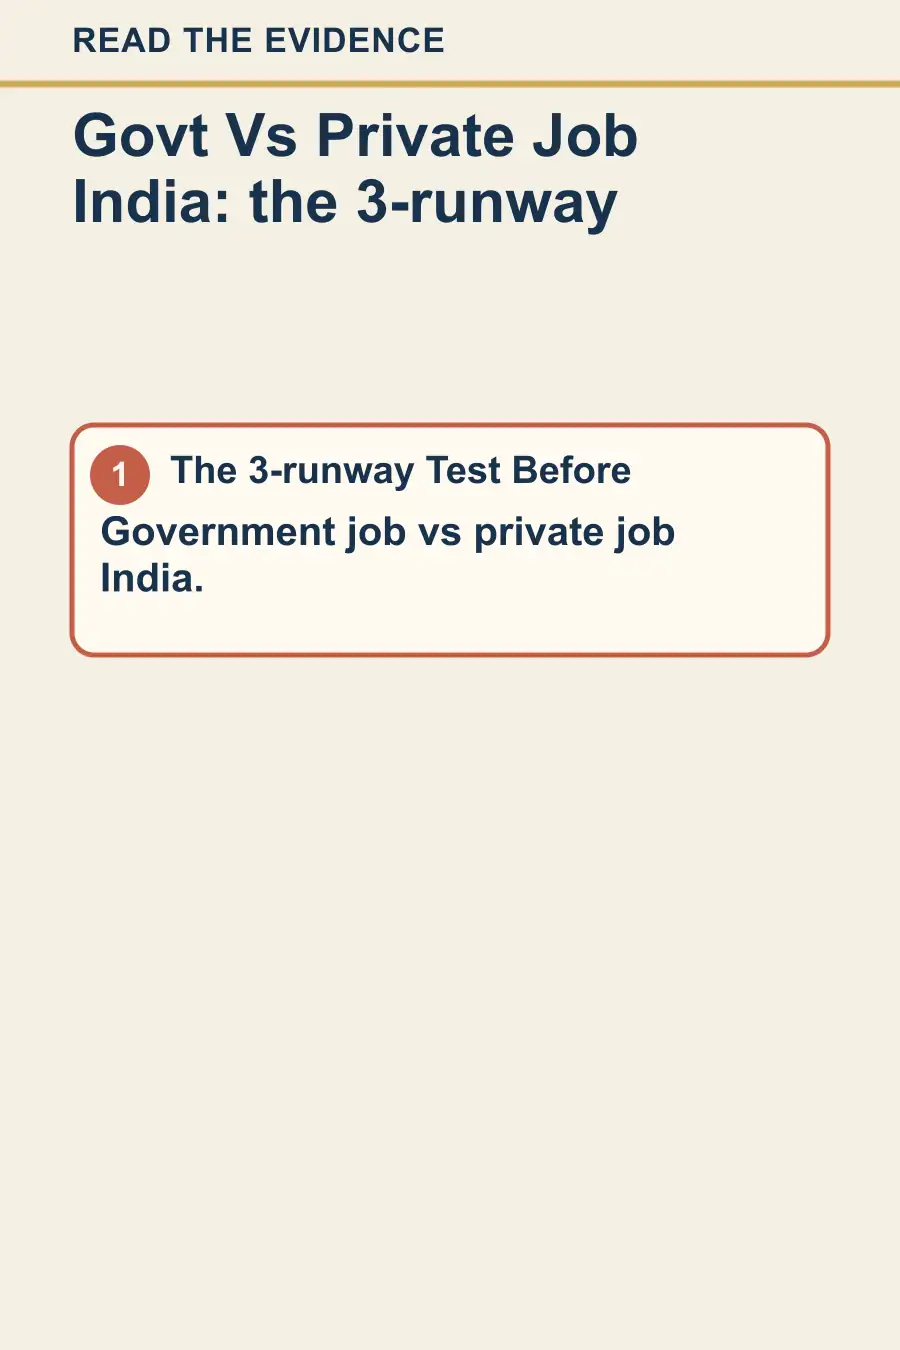 READ THE EVIDENCE
Govt Vs Private Job
India: the 3-runway
1 The 3-runway Test Before
Government job vs private job
India.